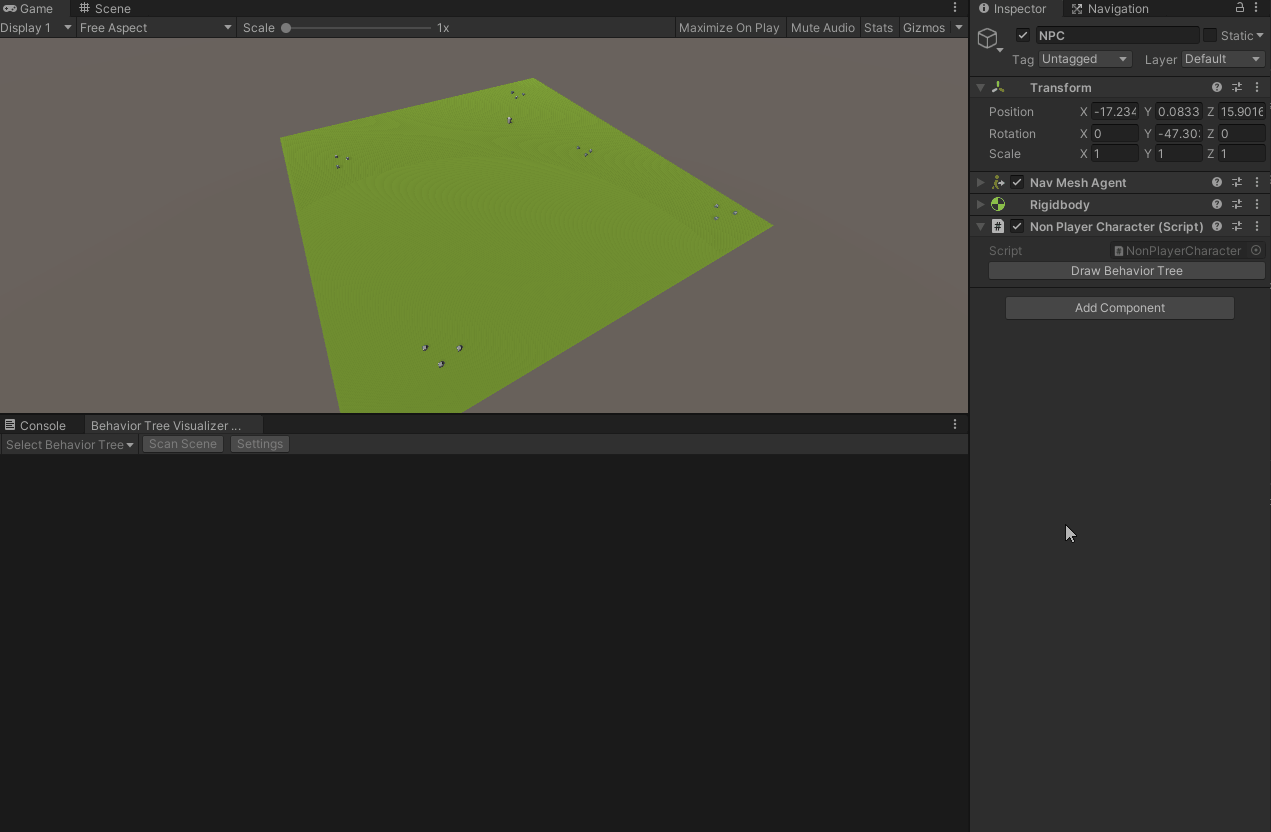 Game Scene
Display 1 Free Aspect Scale 1x Maximize On Play Mute Audio Stats Gizmos
Console Behavior Tree Visualizer ...
Select Behavior Tree Scan Scene Settings
Inspector Navigation
NPC Static
Tag Untagged Layer Default
Transform
Position X -17.234 Y 0.0833 Z 15.9016
Rotation X 0 Y -47.30 Z 0
Scale X 1 Y 1 Z 1
Nav Mesh Agent
Rigidbody
# Non Player Character (Script)
Script NonPlayerCharacter
Draw Behavior Tree
Add Component